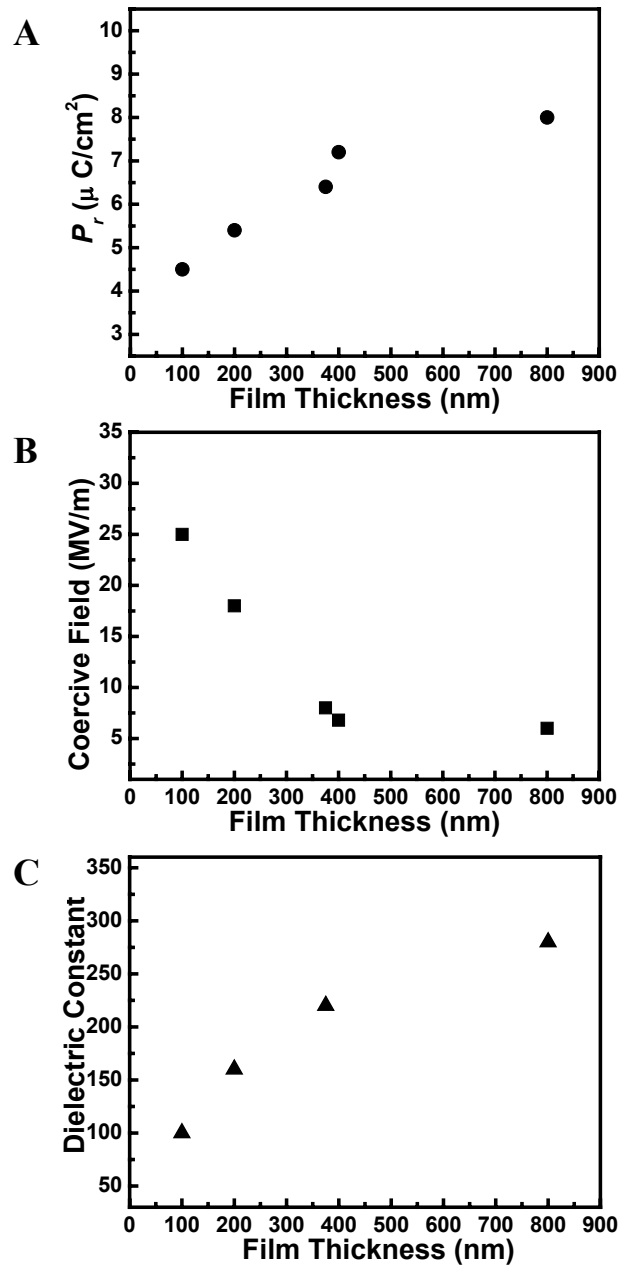 A
10
9
8
7
6
5
4
3
P_r (μ C/cm²)
0 100 200 300 400 500 600 700 800 900
Film Thickness (nm)
B
35
30
25
20
15
10
5
Coercive Field (MV/m)
0 100 200 300 400 500 600 700 800 900
Film Thickness (nm)
C
350
300
250
200
150
100
50
Dielectric Constant
0 100 200 300 400 500 600 700 800 900
Film Thickness (nm)